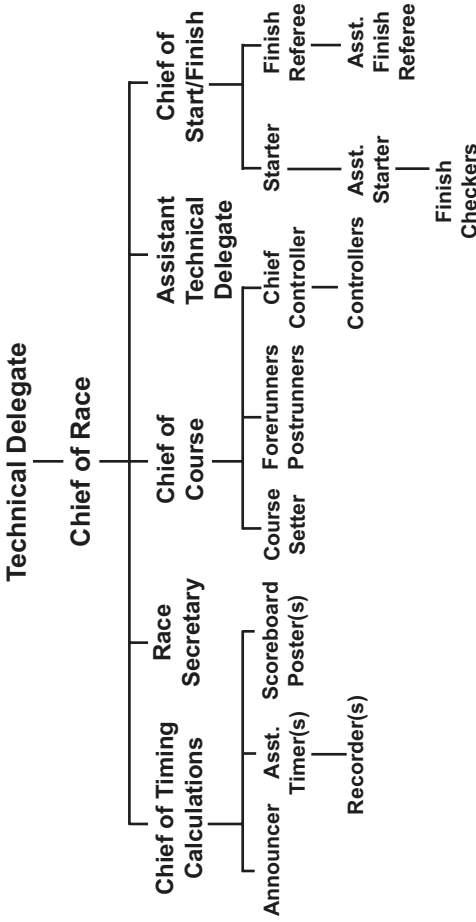 Technical Delegate
Chief of Race
Chief of Timing
Calculations
Race
Secretary
Chief of
Course
Assistant
Technical
Delegate
Chief of
Start/Finish
Announcer
Asst.
Timer(s)
Scoreboard
Poster(s)
Course
Setter
Forerunners
Postrunners
Chief
Controller
Starter
Finish
Referee
Recorder(s)
Controllers
Asst.
Starter
Asst.
Finish
Referee
Finish
Checkers